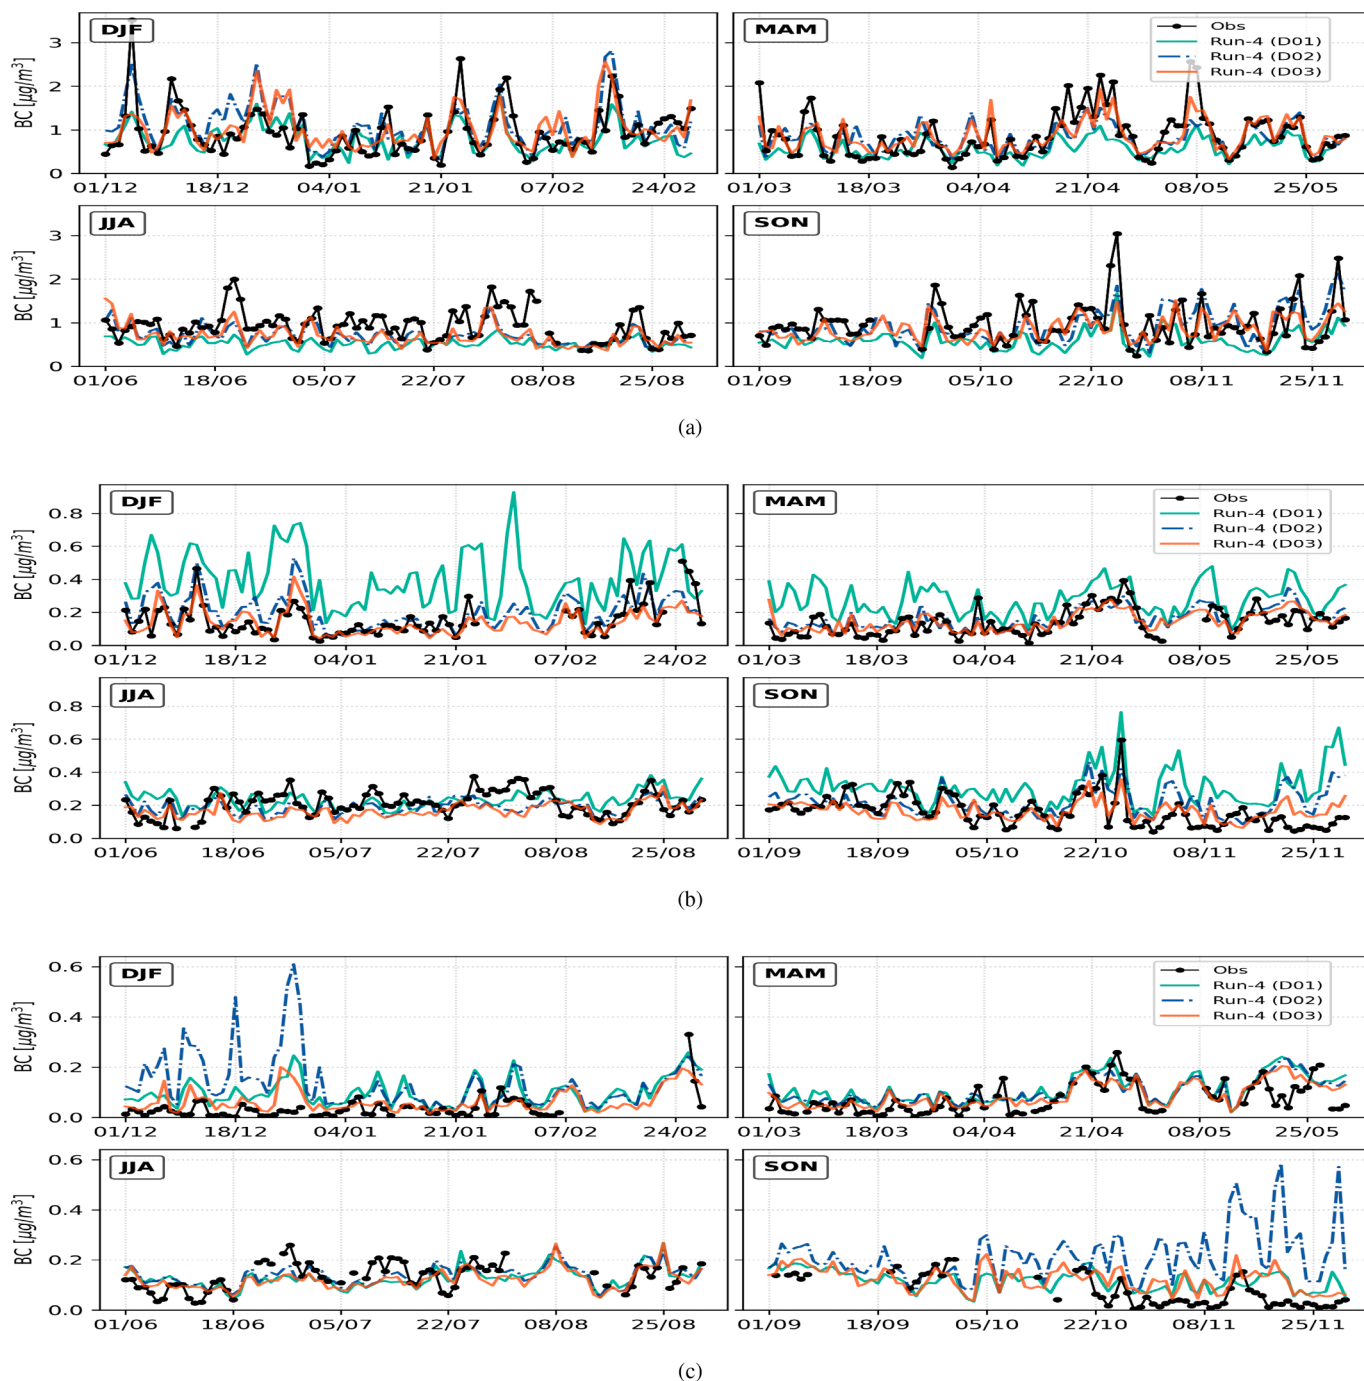 DJF
MAM
Obs
Run-4 (D01)
Run-4 (D02)
Run-4 (D03)
BC [μg/m³]
3
2
1
0
01/12 18/12 04/01 21/01 07/02 24/02
01/03 18/03 04/04 21/04 08/05 25/05
JJA
SON
BC [μg/m³]
3
2
1
0
01/06 18/06 05/07 22/07 08/08 25/08
01/09 18/09 05/10 22/10 08/11 25/11
(a)
DJF
MAM
Obs
Run-4 (D01)
Run-4 (D02)
Run-4 (D03)
BC [μg/m³]
0.8
0.6
0.4
0.2
0.0
01/12 18/12 04/01 21/01 07/02 24/02
01/03 18/03 04/04 21/04 08/05 25/05
JJA
SON
BC [μg/m³]
0.8
0.6
0.4
0.2
0.0
01/06 18/06 05/07 22/07 08/08 25/08
01/09 18/09 05/10 22/10 08/11 25/11
(b)
DJF
MAM
Obs
Run-4 (D01)
Run-4 (D02)
Run-4 (D03)
BC [μg/m³]
0.6
0.4
0.2
0.0
01/12 18/12 04/01 21/01 07/02 24/02
01/03 18/03 04/04 21/04 08/05 25/05
JJA
SON
BC [μg/m³]
0.6
0.4
0.2
0.0
01/06 18/06 05/07 22/07 08/08 25/08
01/09 18/09 05/10 22/10 08/11 25/11
(c)